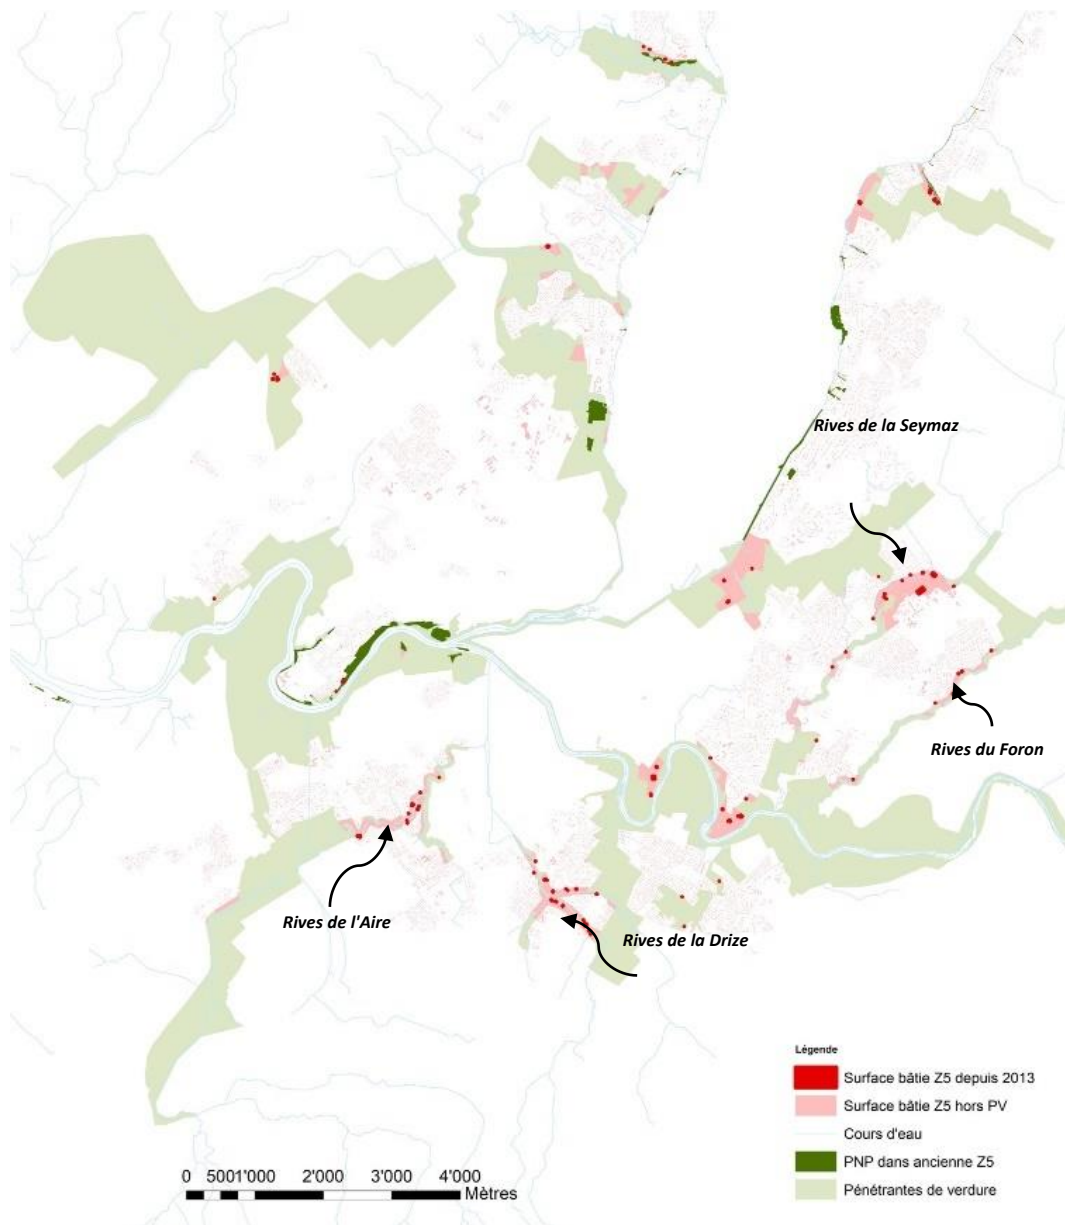 Rives de la Seymaz
Rives du Foron
Rives de l'Aire
Rives de la Drize
Légende
Surface bâtie Z5 depuis 2013
Surface bâtie Z5 hors PV
Cours d'eau
PNP dans ancienne Z5
Pénétrantes de verdure
0 5001'000 2'000 3'000 4'000
Mètres